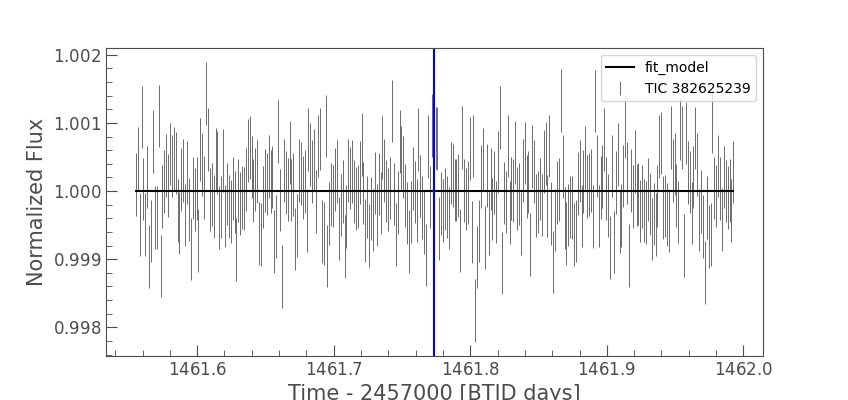 1.002
fit_model
TIC 382625239
1.001
1.000
0.999
0.998
Normalized Flux
1461.6
1461.7
1461.8
1461.9
1462.0
Time - 2457000 [BTJD days]